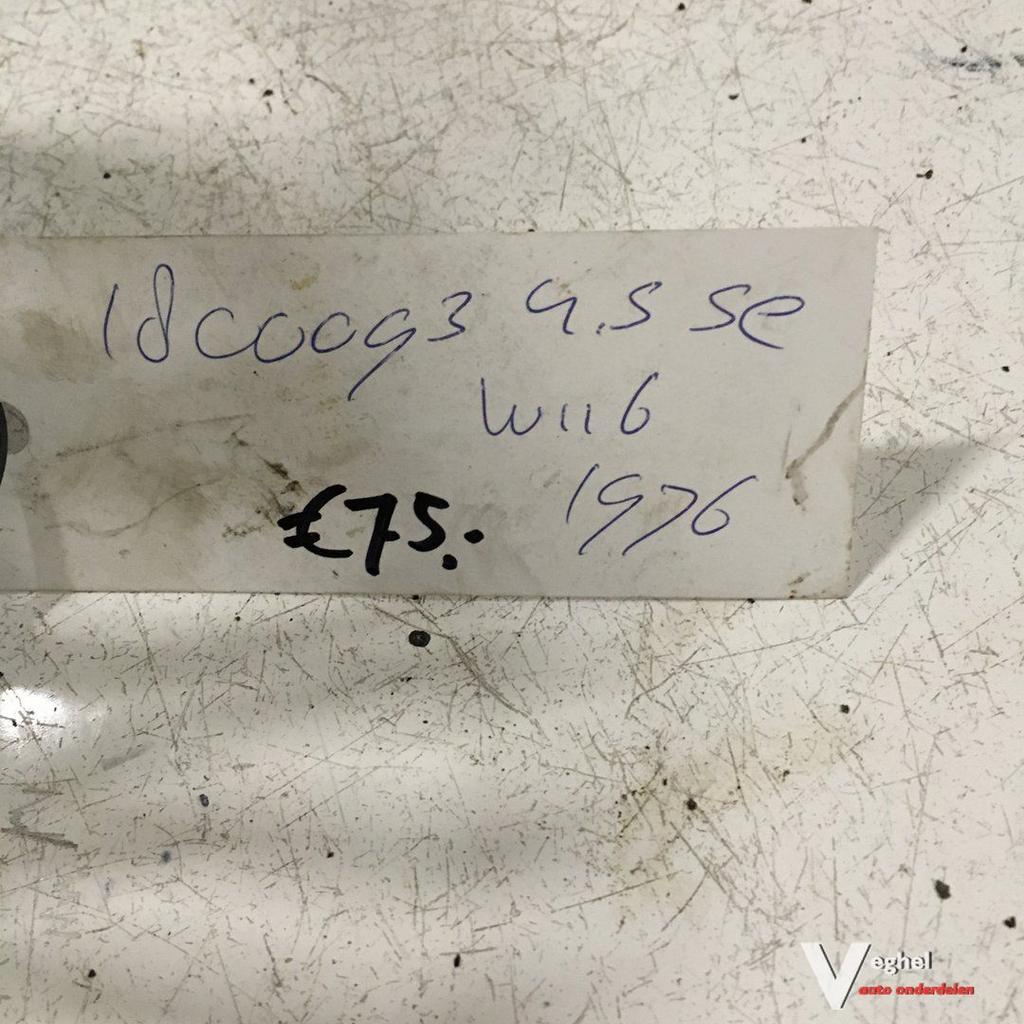 18C0093 4.5 SE
W116
€75.- 1976
Veghel
auto onderdelen